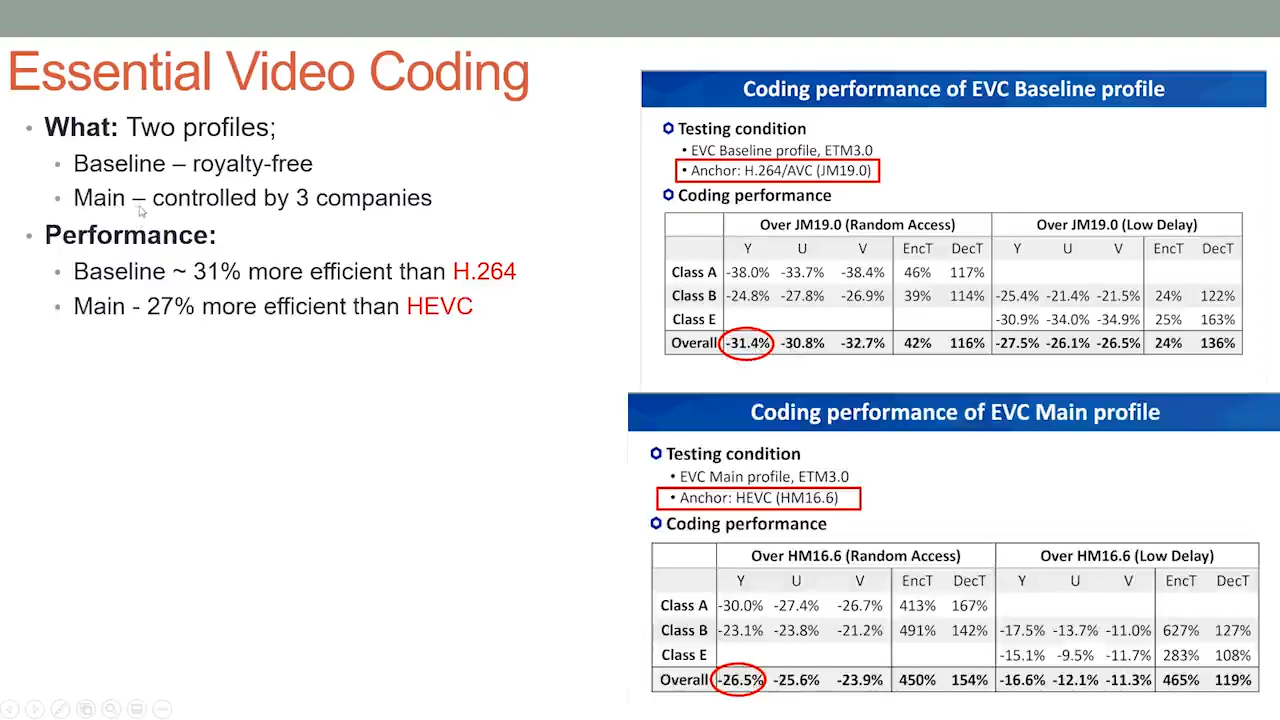 Essential Video Coding
• What: Two profiles;
• Baseline – royalty-free
• Main – controlled by 3 companies
• Performance:
• Baseline ~ 31% more efficient than H.264
• Main - 27% more efficient than HEVC
Coding performance of EVC Baseline profile
Testing condition
• EVC Baseline profile, ETM3.0
• Anchor: H.264/AVC (JM19.0)
Coding performance
Over JM19.0 (Random Access) Over JM19.0 (Low Delay)
Y U V EncT DecT Y U V EncT DecT
Class A -38.0% -33.7% -38.4% 46% 117%
Class B -24.8% -27.8% -26.9% 39% 114% -25.4% -21.4% -21.5% 24% 122%
Class E -30.9% -34.0% -34.9% 25% 163%
Overall -31.4% -30.8% -32.7% 42% 116% -27.5% -26.1% -26.5% 24% 136%
Coding performance of EVC Main profile
Testing condition
• EVC Main profile, ETM3.0
• Anchor: HEVC (HM16.6)
Coding performance
Over HM16.6 (Random Access) Over HM16.6 (Low Delay)
Y U V EncT DecT Y U V EncT DecT
Class A -30.0% -27.4% -26.7% 413% 167%
Class B -23.1% -23.8% -21.2% 491% 142% -17.5% -13.7% -11.0% 627% 127%
Class E -15.1% -9.5% -11.7% 283% 108%
Overall -26.5% -25.6% -23.9% 450% 154% -16.6% -12.1% -11.3% 465% 119%